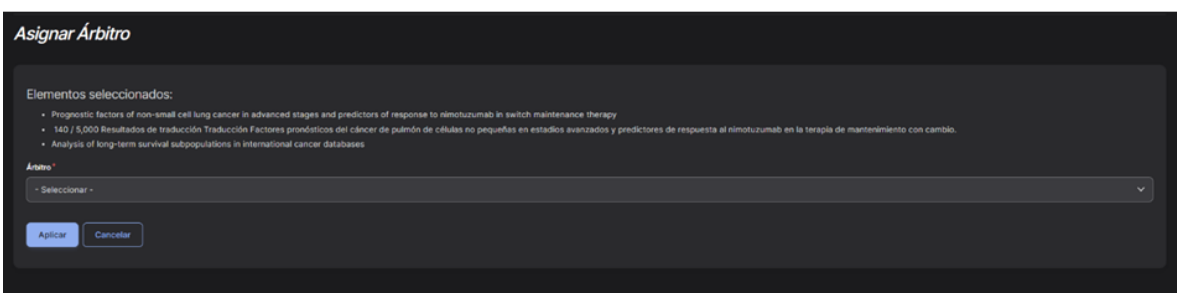 Asignar Árbitro
Elementos seleccionados:
• Prognostic factors of non-small cell lung cancer in advanced stages and predictors of response to nimotuzumab in switch maintenance therapy
• 140 / 5,000 Resultados de traducción Traducción Factores pronósticos del cáncer de pulmón de células no pequeñas en estadios avanzados y predictores de respuesta al nimotuzumab en la terapia de mantenimiento con cambio.
• Analysis of long-term survival subpopulations in international cancer databases
Árbitro *
- Seleccionar -
Aplicar
Cancelar